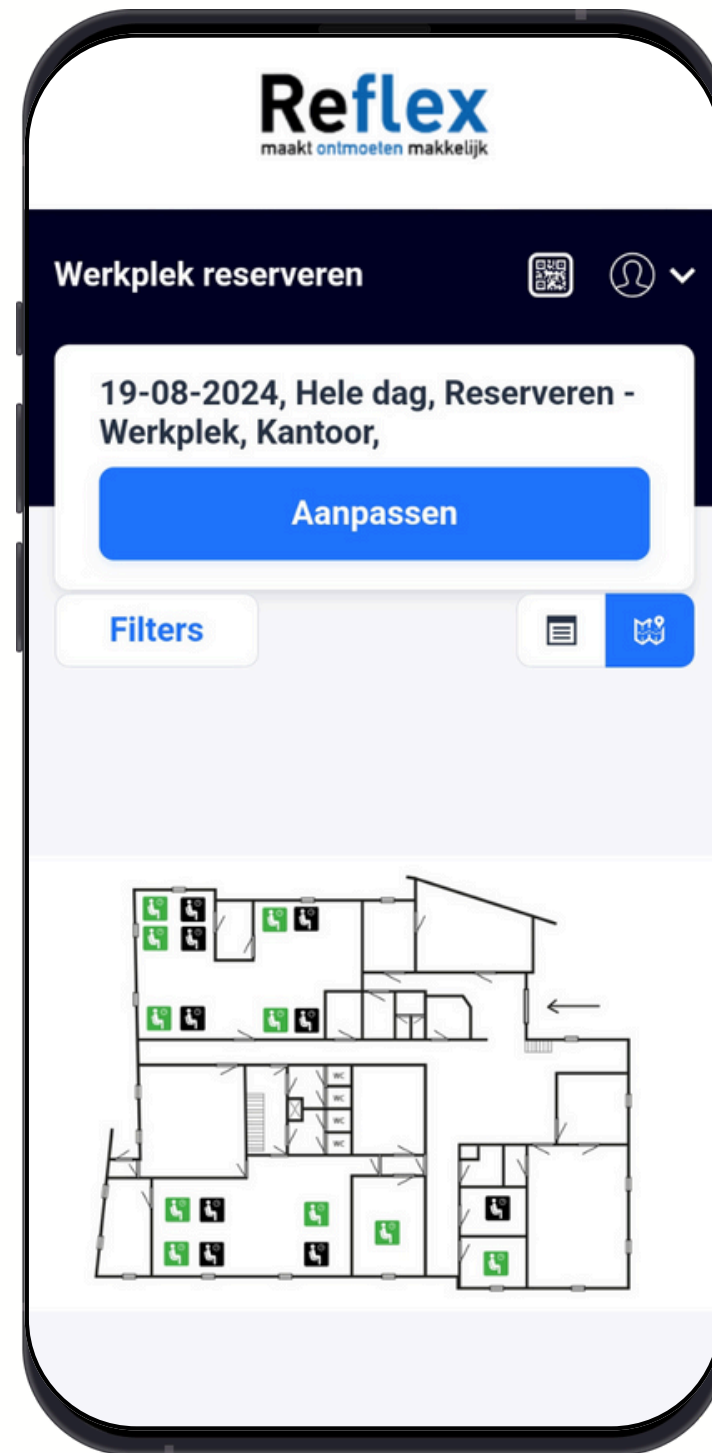 Reflex
maakt ontmoeten makkelijk
Werkplek reserveren
19-08-2024, Hele dag, Reserveren -
Werkplek, Kantoor,
Aanpassen
Filters
WC
WC
WC
WC